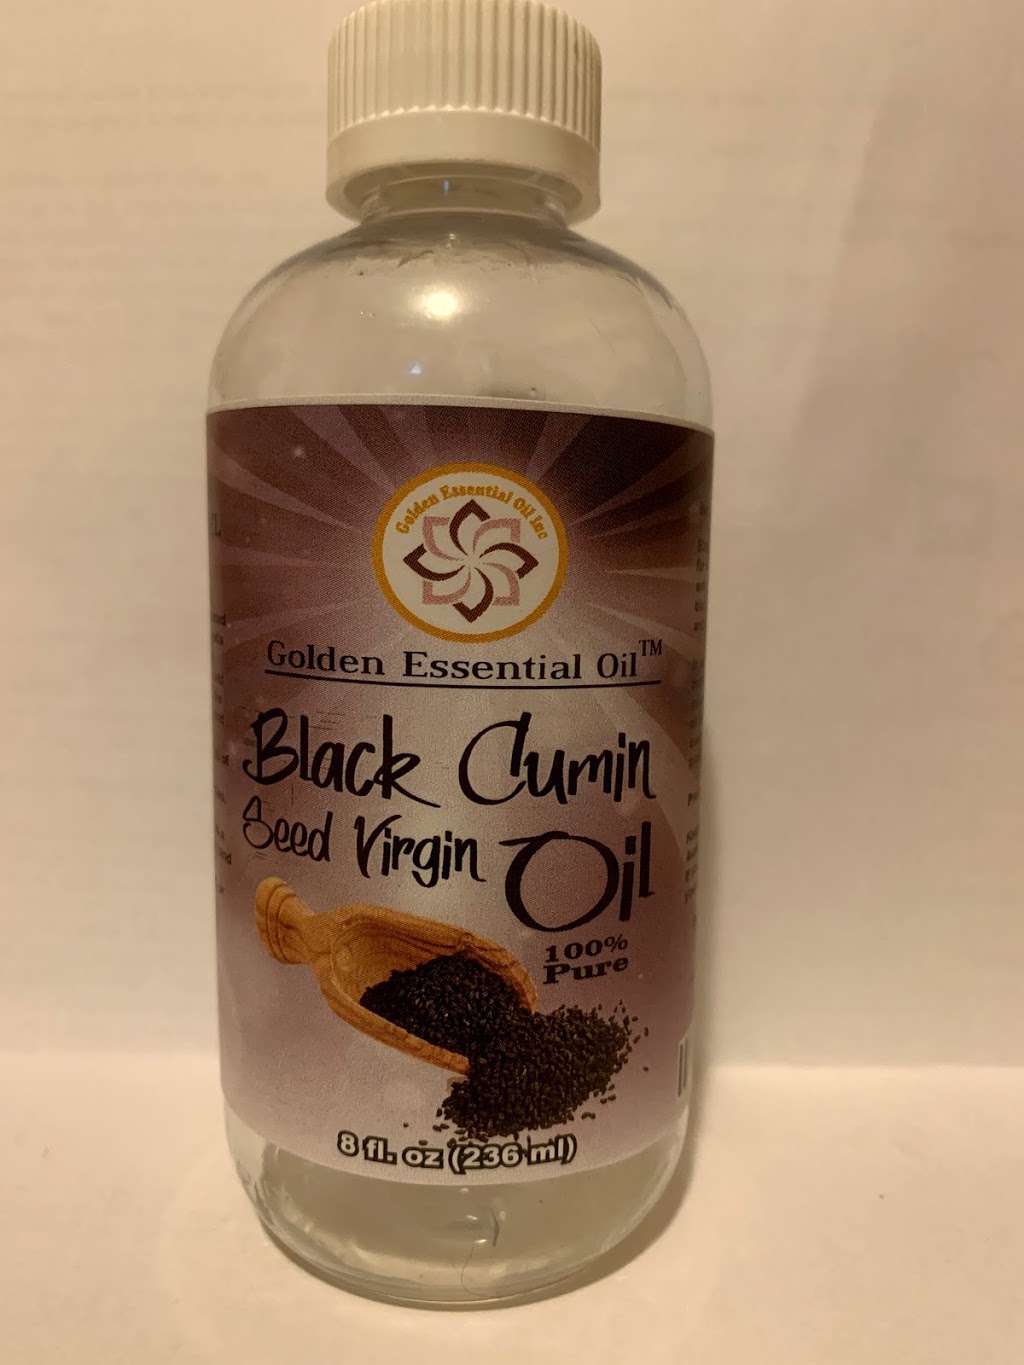 Golden Essential Oil Inc
Golden Essential Oil™
Black Cumin
Seed Virgin Oil
100%
Pure
8 fl. oz (236 ml)